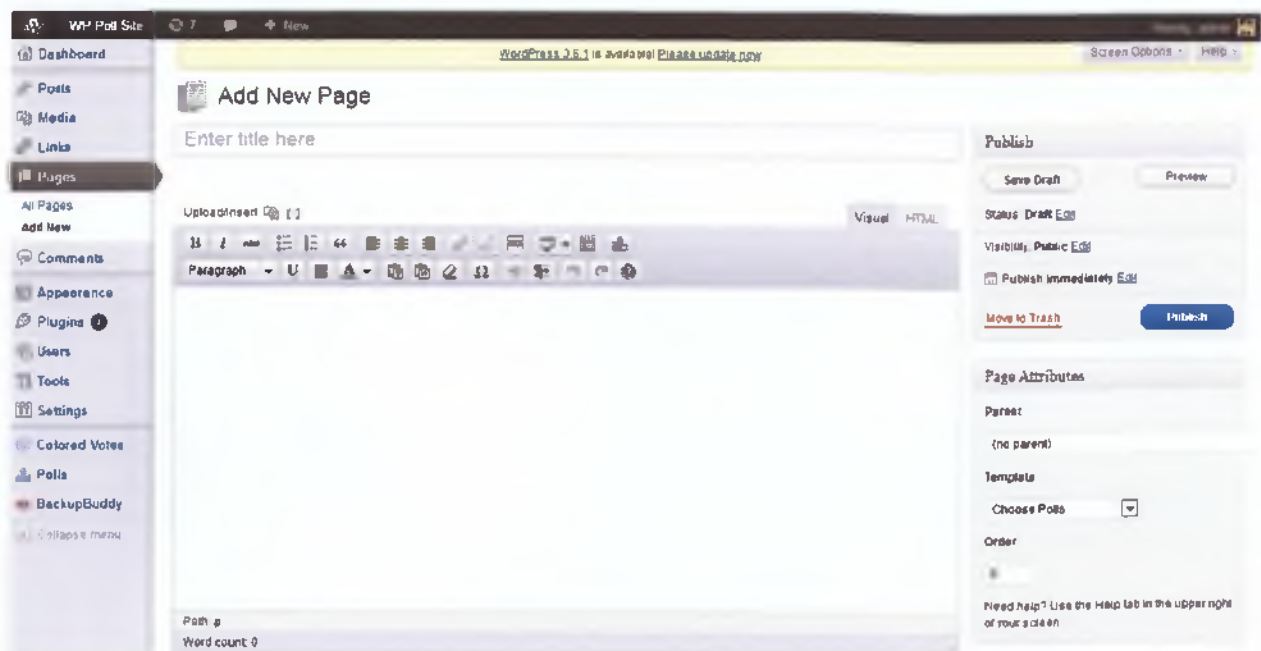 WP Poll Site 7 + New
Dashboard
WordPress 3.5.1 is available! Please update now
Screen Options Help
Posts
Add New Page
Media
Enter title here
Links
Publish
Pages
Save Draft Preview
All Pages
Upload/Insert
Visual HTML
Status: Draft Edit
Add New
B I ABC
Visibility: Public Edit
Comments
Paragraph U A Ω
Publish immediately Edit
Appearance
Plugins
Move to Trash Publish
Users
Tools
Page Attributes
Settings
Parent
Colored Votes
(no parent)
Polls
Template
BackupBuddy
Choose Polls
Collapse menu
Order
Need help? Use the Help tab in the upper right
of your screen
Path: p
Word count: 0